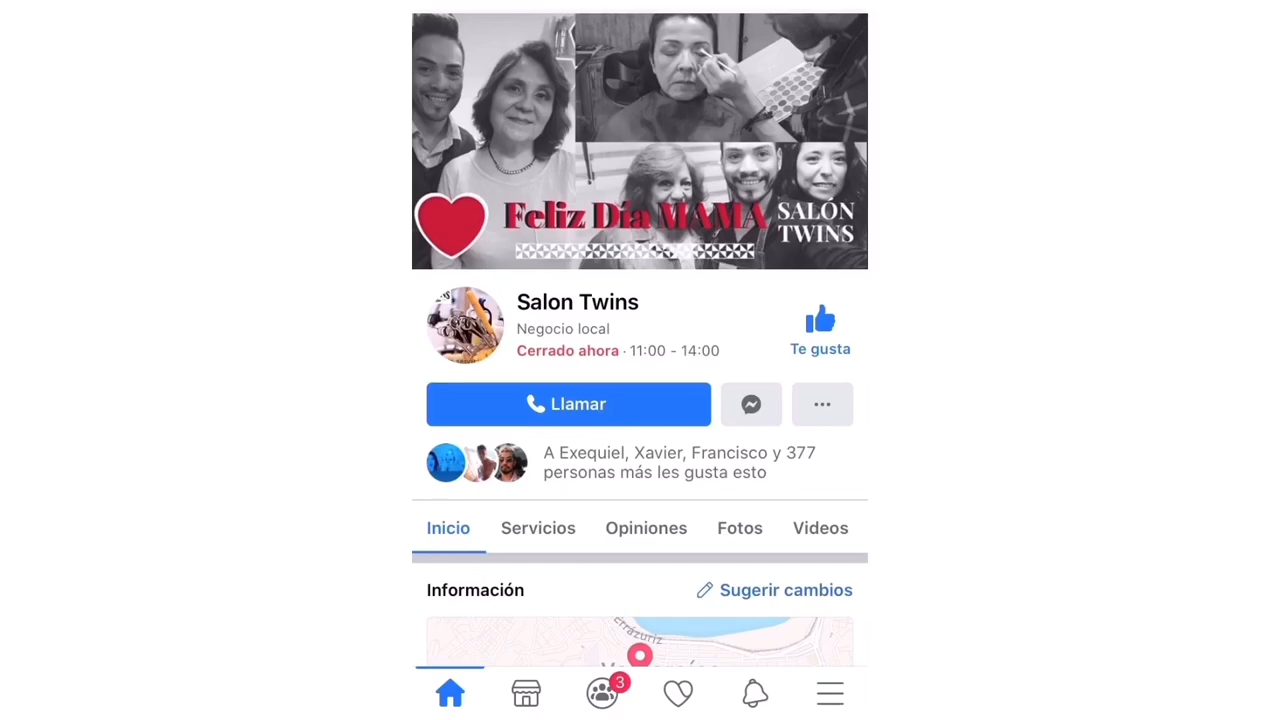 Feliz Día MAMA
SALÓN
TWINS
Salon Twins
Negocio local
Cerrado ahora · 11:00 - 14:00
Te gusta
Llamar
A Exequiel, Xavier, Francisco y 377
personas más les gusta esto
Inicio Servicios Opiniones Fotos Videos
Información
Sugerir cambios
Errázuriz
3